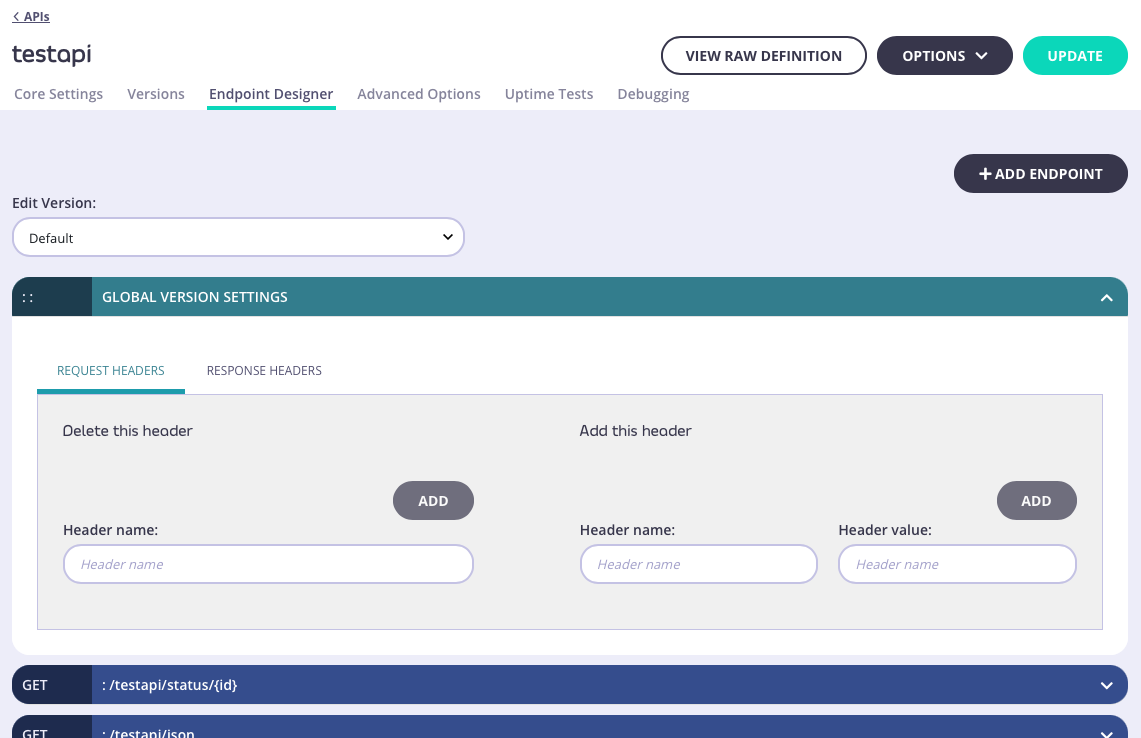 APIs
testapi
VIEW RAW DEFINITION
OPTIONS
UPDATE
Core Settings
Versions
Endpoint Designer
Advanced Options
Uptime Tests
Debugging
ADD ENDPOINT
Edit Version:
Default
: :
GLOBAL VERSION SETTINGS
REQUEST HEADERS
RESPONSE HEADERS
Delete this header
Add this header
ADD
ADD
Header name:
Header name:
Header value:
Header name
Header name
Header name
GET
: /testapi/status/{id}
GET
: /testapi/json